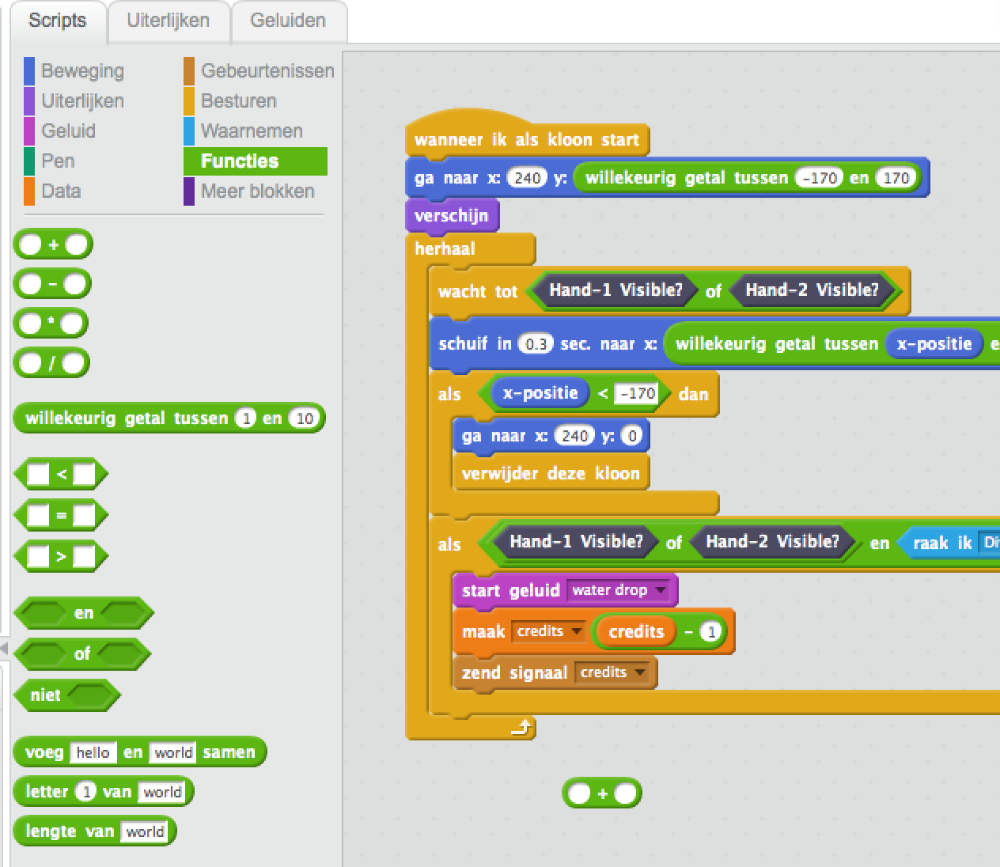 Scripts Uiterlijken Geluiden
Beweging Gebeurtenissen
Uiterlijken Besturen
Geluid Waarnemen
Pen Functies
Data Meer blokken
+
-
*
/
willekeurig getal tussen 1 en 10
<
=
>
en
of
niet
voeg hello en world samen
letter 1 van world
lengte van world
wanneer ik als kloon start
ga naar x: 240 y: willekeurig getal tussen -170 en 170
verschijn
herhaal
wacht tot Hand-1 Visible? of Hand-2 Visible?
schuif in 0.3 sec. naar x: willekeurig getal tussen x-positie e
als x-positie < -170 dan
ga naar x: 240 y: 0
verwijder deze kloon
als Hand-1 Visible? of Hand-2 Visible? en raak ik
start geluid water drop
maak credits credits - 1
zend signaal credits
+